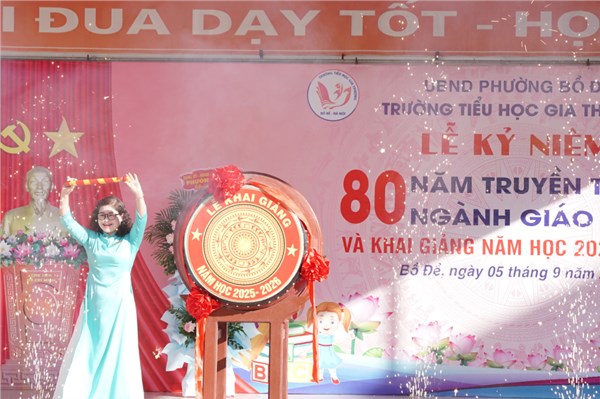 I ĐUA DẠY TỐT - HỌ
UBND PHƯỜNG BỒ Đ
TRƯỜNG TIỂU HỌC GIA TH
LỄ KỶ NIỆM
80 NĂM TRUYỀN T
NGÀNH GIÁO
VÀ KHAI GIẢNG NĂM HỌC 202
Bồ Đề, ngày 05 tháng 9 năm
LỄ KHAI GIẢNG
NĂM HỌC 2025-2026
B